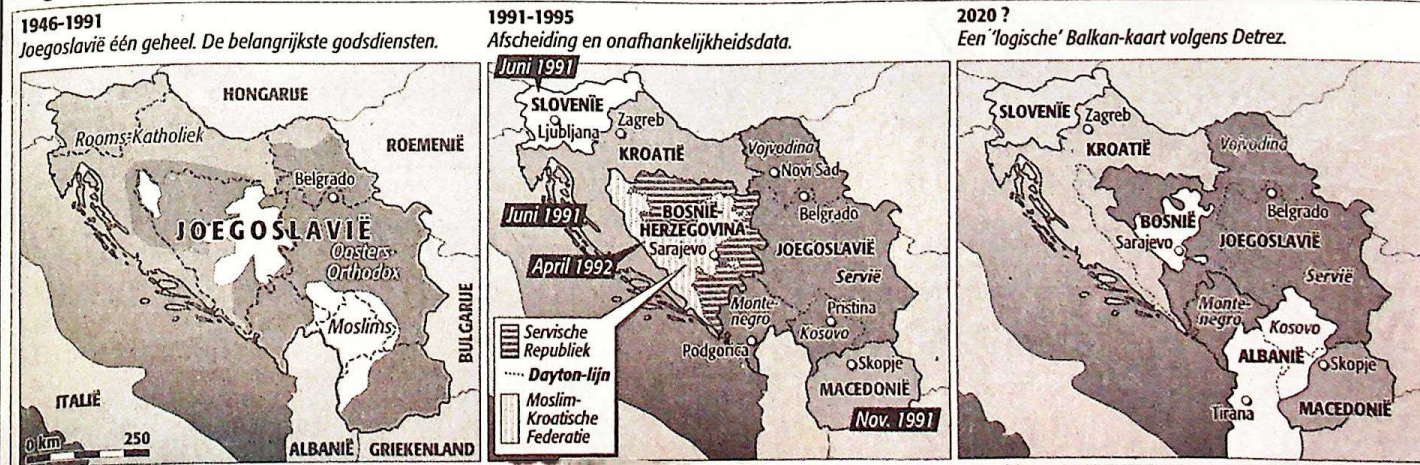 1946-1991
Joegoslavië één geheel. De belangrijkste godsdiensten.
HONGARIJE
Rooms-Katholiek
ROEMENIË
Belgrado
JOEGOSLAVIË
Oosters-
Orthodox
Moslims
BULGARIJE
ITALIË
0 km 250
ALBANIË
GRIEKENLAND
1991-1995
Afscheiding en onafhankelijkheidsdata.
Juni 1991
SLOVENIË
Ljubljana
Zagreb
KROATIË
Vojvodina
Novi Sad
Belgrado
Juni 1991
BOSNIË-
HERZEGOVINA
Sarajevo
April 1992
JOEGOSLAVIË
Servië
Monte-
negro
Pristina
Kosovo
Podgorica
Skopje
MACEDONIË
Nov. 1991
Servische
Republiek
Dayton-lijn
Moslim-
Kroatische
Federatie
2020 ?
Een 'logische' Balkan-kaart volgens Detrez.
SLOVENIË
Zagreb
KROATIË
Vojvodina
Belgrado
BOSNIË
Sarajevo
JOEGOSLAVIË
Servië
Monte-
negro
Kosovo
ALBANIË
Skopje
Tirana
MACEDONIË